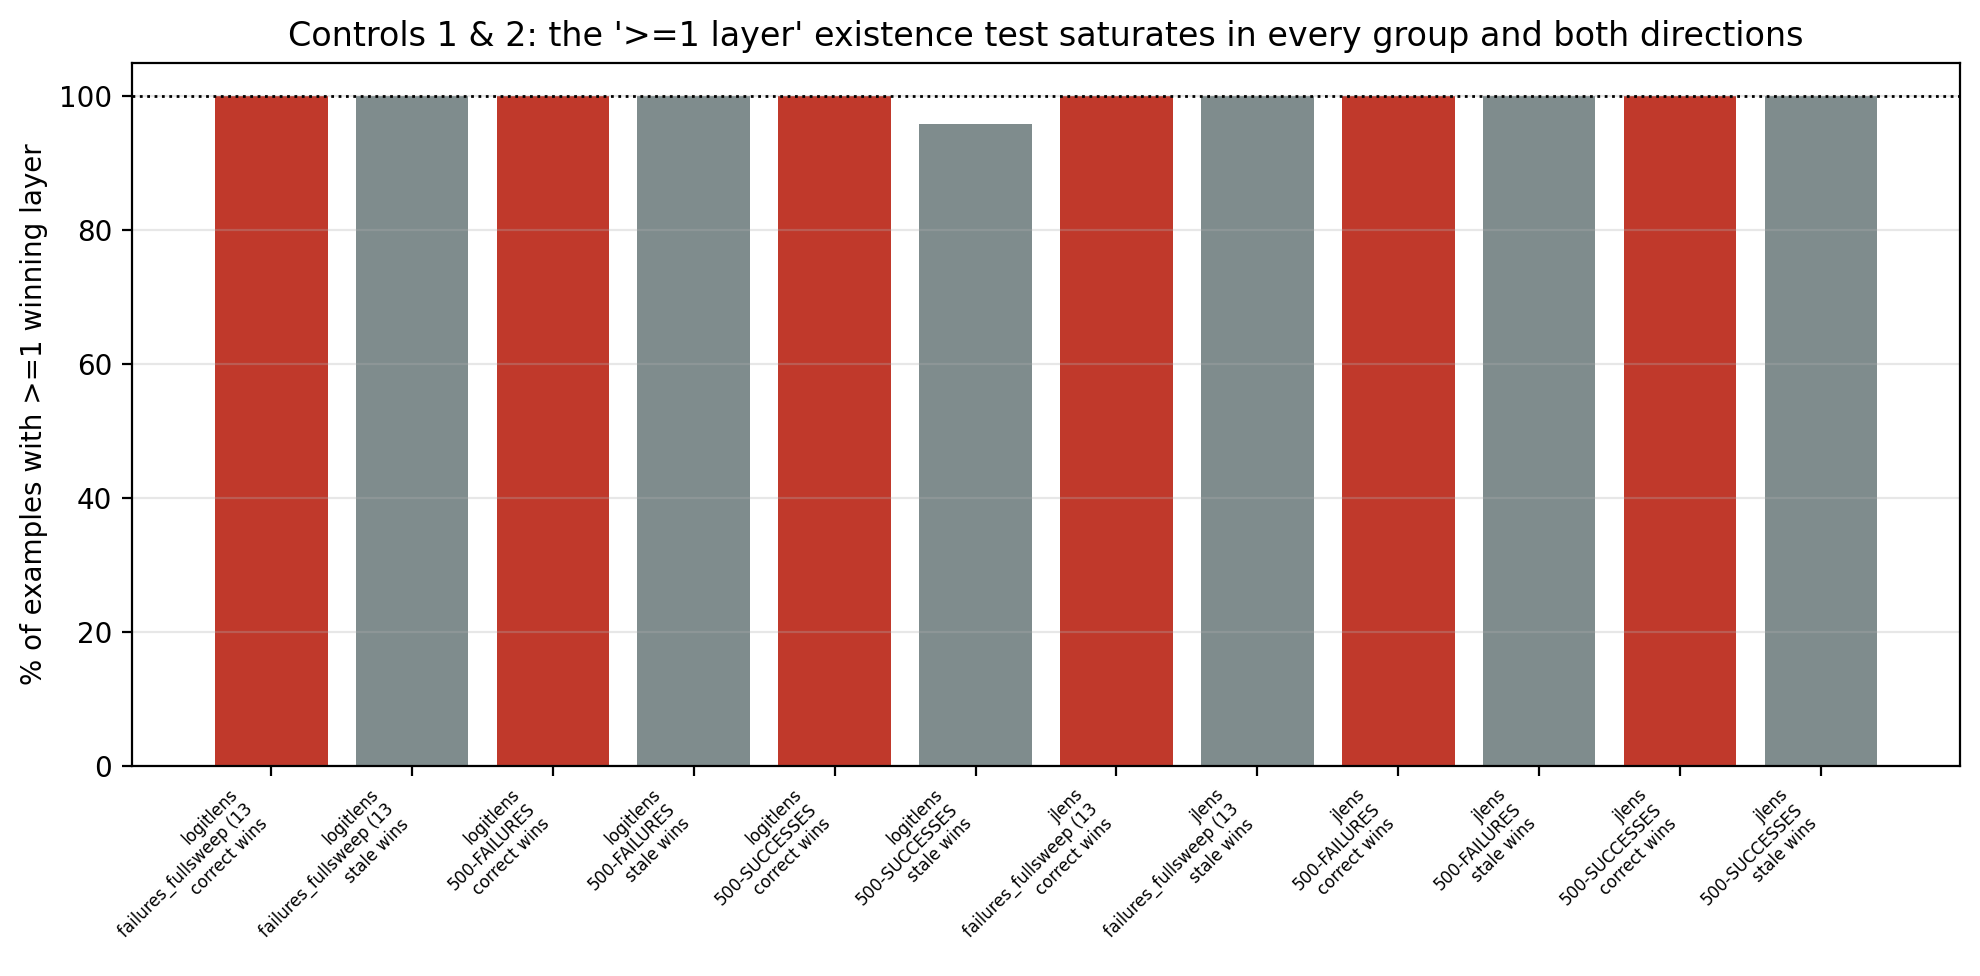 Controls 1 & 2: the '>=1 layer' existence test saturates in every group and both directions
% of examples with >=1 winning layer
100
80
60
40
20
0
logitlens
failures_fullsweep (13
correct wins
logitlens
failures_fullsweep (13
stale wins
logitlens
500-FAILURES
correct wins
logitlens
500-FAILURES
stale wins
logitlens
500-SUCCESSES
correct wins
logitlens
500-SUCCESSES
stale wins
jlens
failures_fullsweep (13
correct wins
jlens
failures_fullsweep (13
stale wins
jlens
500-FAILURES
correct wins
jlens
500-FAILURES
stale wins
jlens
500-SUCCESSES
correct wins
jlens
500-SUCCESSES
stale wins